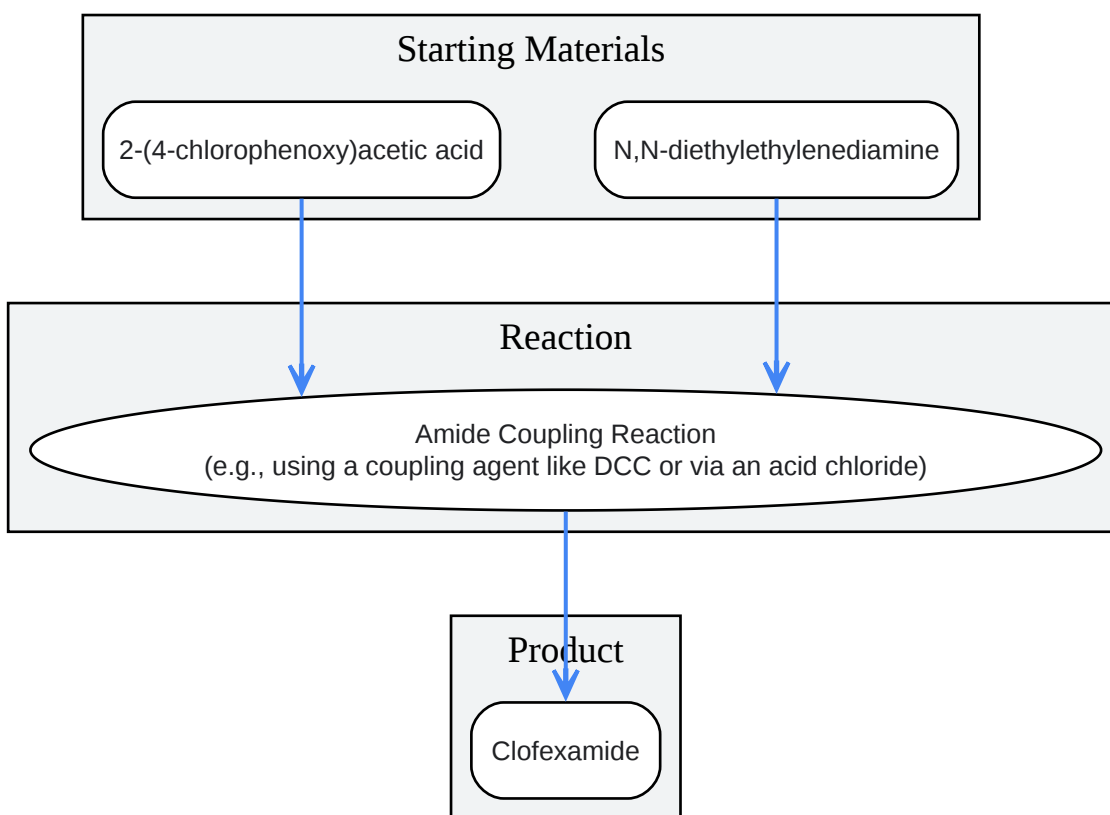 Starting Materials
2-(4-chlorophenoxy)acetic acid
N,N-diethylethylenediamine
Reaction
Amide Coupling Reaction
(e.g., using a coupling agent like DCC or via an acid chloride)
Product
Clofexamide